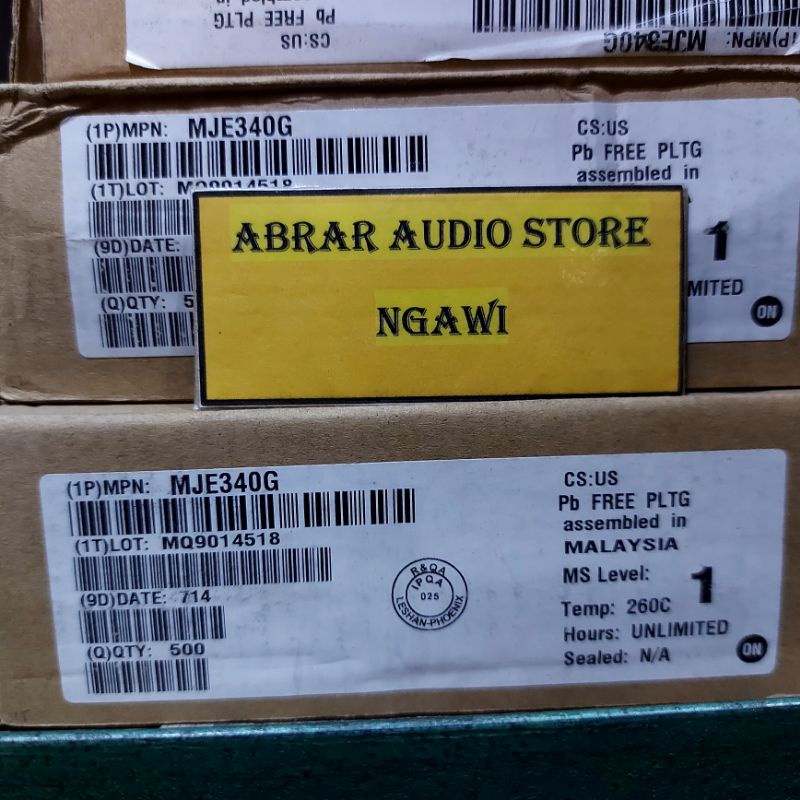 Pb FREE PLTG
CS:US
(1P)MPN: MJE340G
(1P)MPN: MJE340G
CS:US
Pb FREE PLTG
assembled in
(1T)LOT: MQ9014518
(9D)DATE:
1
(Q)QTY: 5
MITED
ON
ABRAR AUDIO STORE
NGAWI
(1P)MPN: MJE340G
CS:US
Pb FREE PLTG
assembled in
(1T)LOT: MQ9014518
MALAYSIA
MS Level: 1
(9D)DATE: 714
Temp: 260C
Hours: UNLIMITED
(Q)QTY: 500
Sealed: N/A
ON
R&QA
IPQA
025
LESHAN-PHOENIX